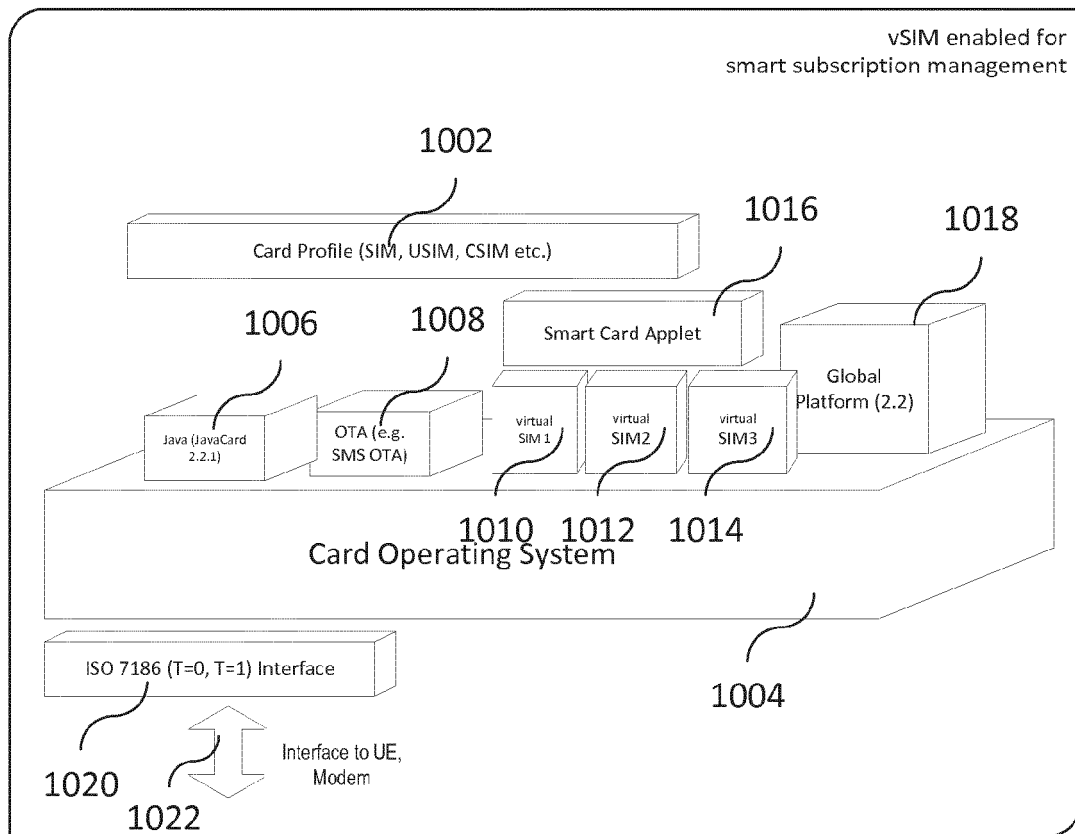 vSIM enabled for
smart subscription management
1002
1016
1018
Card Profile (SIM, USIM, CSIM etc.)
1006
1008
Smart Card Applet
Global
Platform (2.2)
Java (JavaCard
2.2.1)
OTA (e.g.
SMS OTA)
virtual
SIM 1
virtual
SIM2
virtual
SIM3
1010
1012
1014
Card Operating System
ISO 7186 (T=0, T=1) Interface
1004
Interface to UE,
Modem
1020
1022